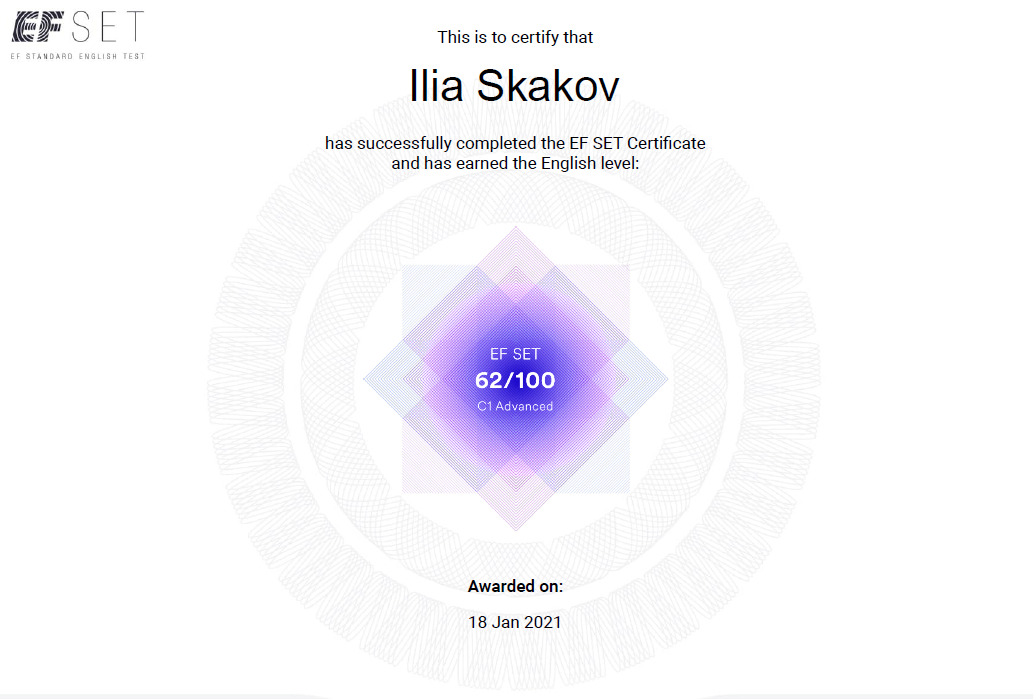 EF SET
EF STANDARD ENGLISH TEST
This is to certify that
Ilia Skakov
has successfully completed the EF SET Certificate
and has earned the English level:
EF SET
62/100
C1 Advanced
Awarded on:
18 Jan 2021